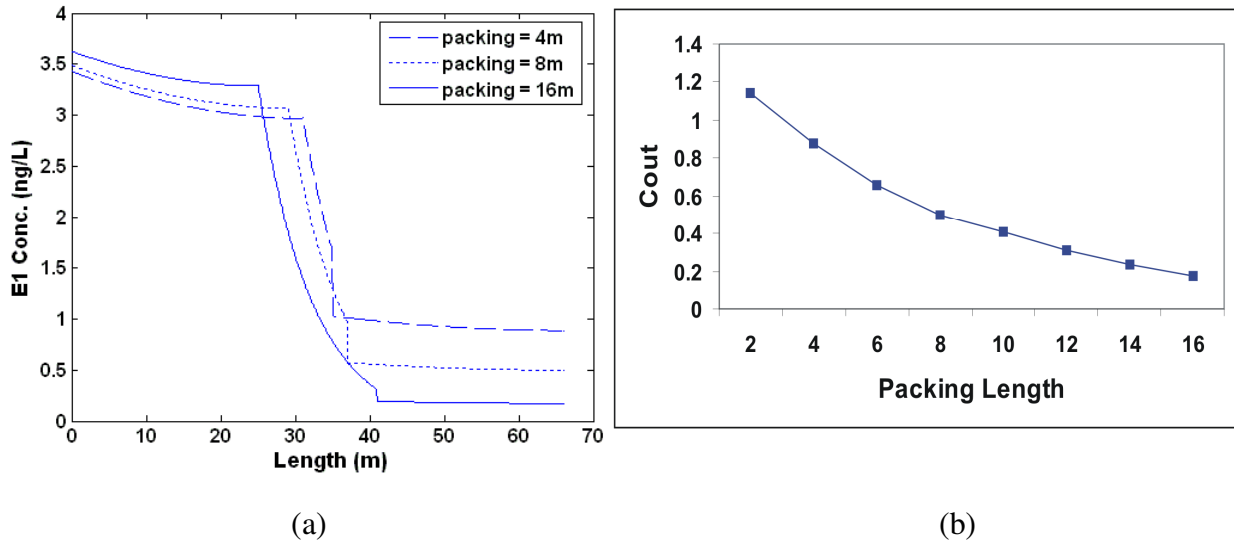 4
3.5
3
2.5
2
1.5
1
0.5
0
E1 Conc. (ng/L)
packing = 4m
packing = 8m
packing = 16m
0 10 20 30 40 50 60 70
Length (m)
(a)
1.4
1.2
1
0.8
0.6
0.4
0.2
0
Cout
2 4 6 8 10 12 14 16
Packing Length
(b)